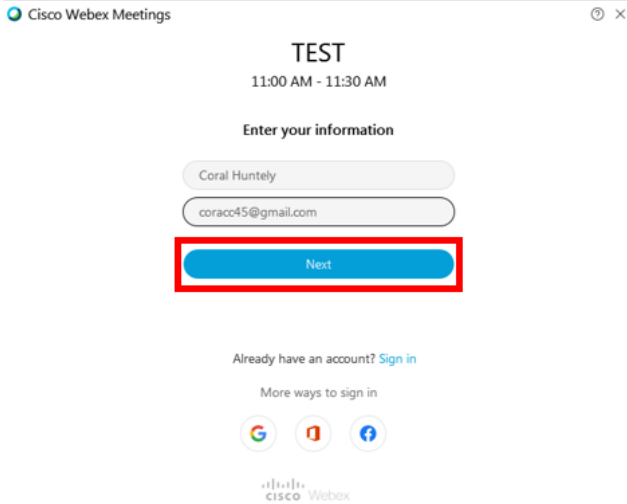 Cisco Webex Meetings
TEST
11:00 AM - 11:30 AM
Enter your information
Coral Huntely
coracc45@gmail.com
Next
Already have an account? Sign in
More ways to sign in
cisco Webex